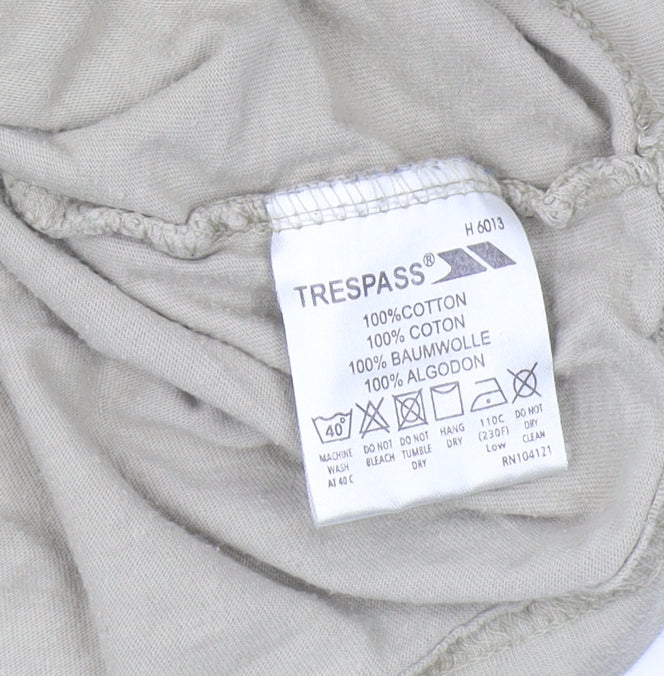 H 6013
TRESPASS®
100%COTTON
100% COTON
100% BAUMWOLLE
100% ALGODON
40°
MACHINE WASH AT 40 C
DO NOT BLEACH
DO NOT TUMBLE DRY
HANG DRY
110C (230F) Low
DO NOT DRY CLEAN
RN104121